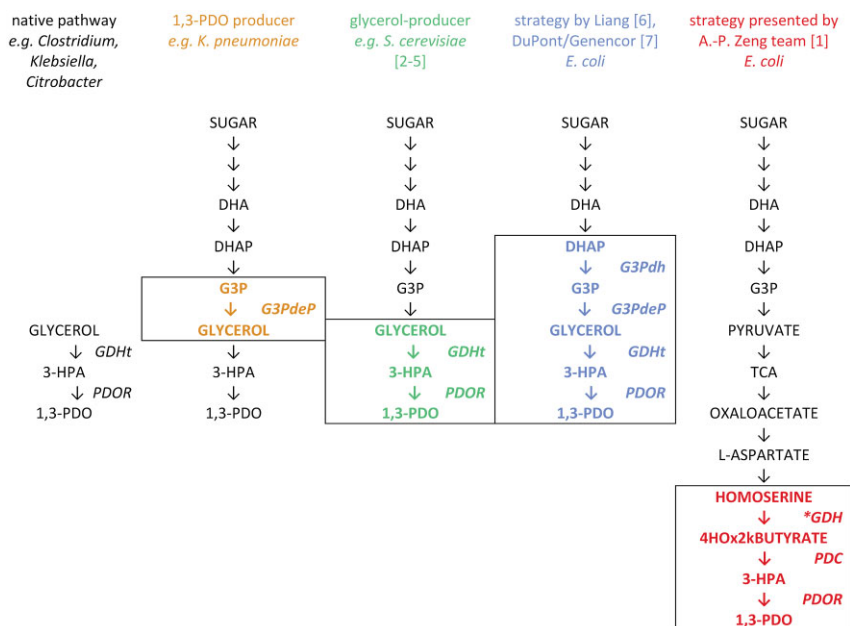 native pathway
e.g. Clostridium,
Klebsiella,
Citrobacter
GLYCEROL
↓ GDHt
3-HPA
↓ PDOR
1,3-PDO
1,3-PDO producer
e.g. K. pneumoniae
SUGAR
↓
↓
↓
DHA
↓
DHAP
↓
G3P
↓ G3PdeP
GLYCEROL
↓
3-HPA
↓
1,3-PDO
glycerol-producer
e.g. S. cerevisiae
[2-5]
SUGAR
↓
↓
↓
DHA
↓
DHAP
↓
G3P
↓
GLYCEROL
↓ GDHt
3-HPA
↓ PDOR
1,3-PDO
strategy by Liang [6],
DuPont/Genencor [7]
E. coli
SUGAR
↓
↓
↓
DHA
↓
DHAP
↓ G3Pdh
G3P
↓ G3PdeP
GLYCEROL
↓ GDHt
3-HPA
↓ PDOR
1,3-PDO
strategy presented by
A.-P. Zeng team [1]
E. coli
SUGAR
↓
↓
↓
DHA
↓
DHAP
↓
G3P
↓
PYRUVATE
↓
TCA
↓
OXALOACETATE
↓
L-ASPARTATE
↓
HOMOSERINE
↓ *GDH
4HOx2kBUTYRATE
↓ PDC
3-HPA
↓ PDOR
1,3-PDO